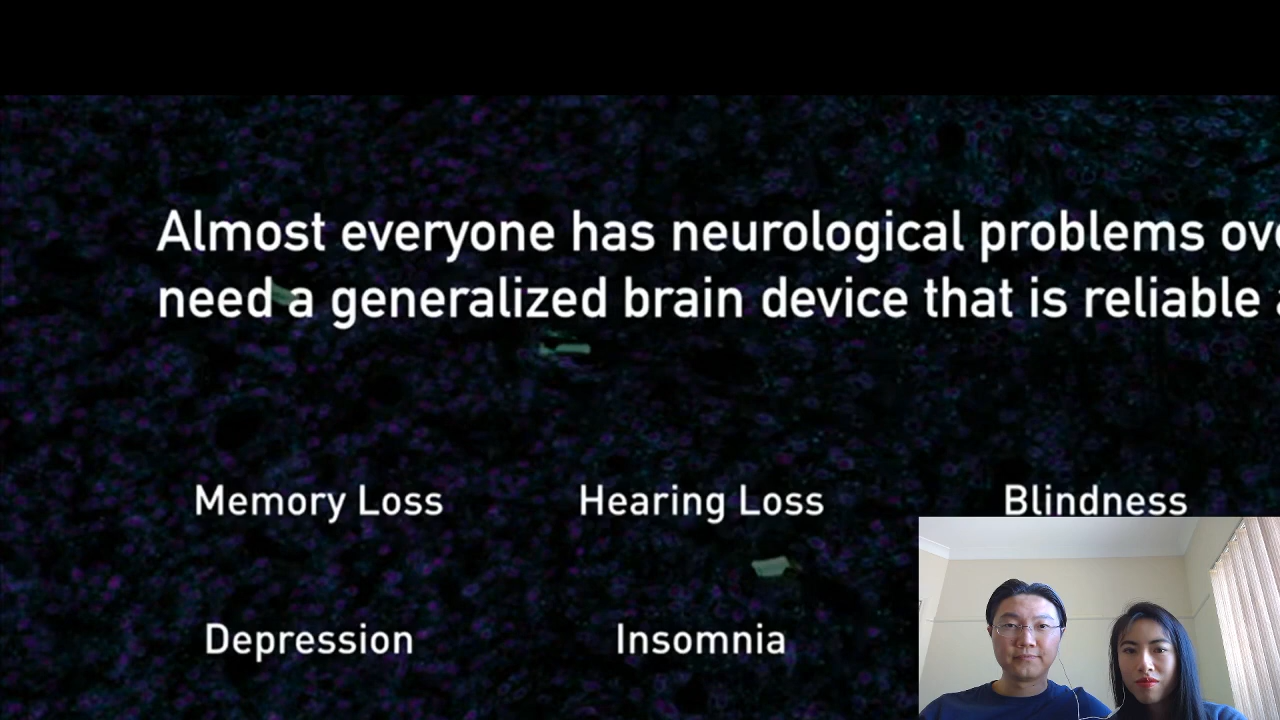 Almost everyone has neurological problems
need a generalized brain device that is reliable
Memory Loss
Hearing Loss
Blindness
Depression
Insomnia